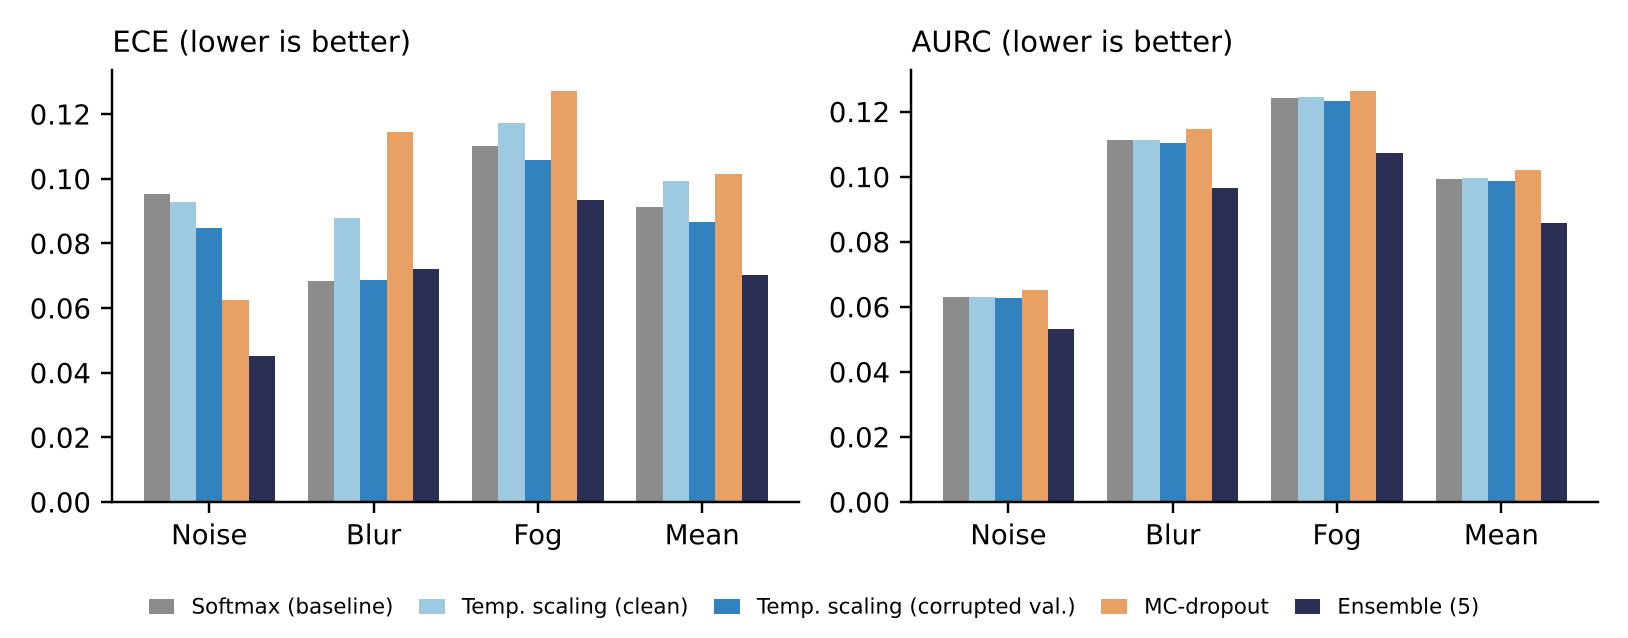 ECE (lower is better)
0.12
0.10
0.08
0.06
0.04
0.02
0.00
Noise Blur Fog Mean
AURC (lower is better)
0.12
0.10
0.08
0.06
0.04
0.02
0.00
Noise Blur Fog Mean
Softmax (baseline) Temp. scaling (clean) Temp. scaling (corrupted val.) MC-dropout Ensemble (5)